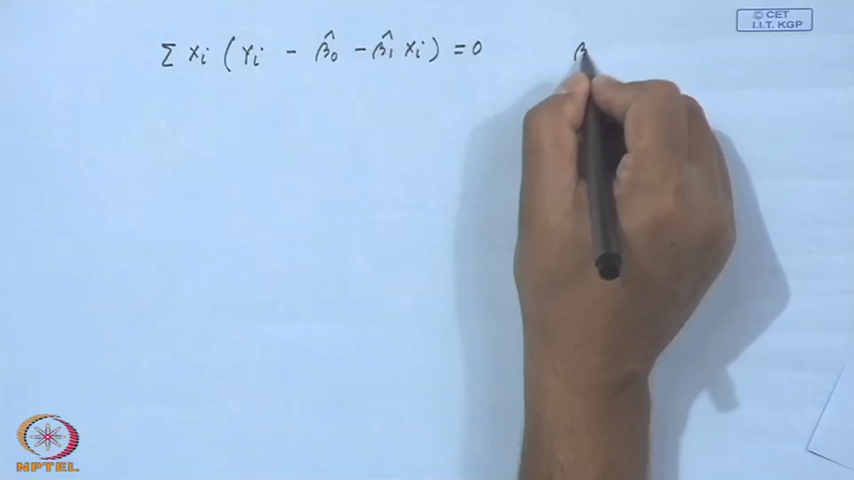 © CET
I.I.T. KGP
Σ Xi ( Yi - β̂0 - β̂1 Xi ) = 0 β
NPTEL